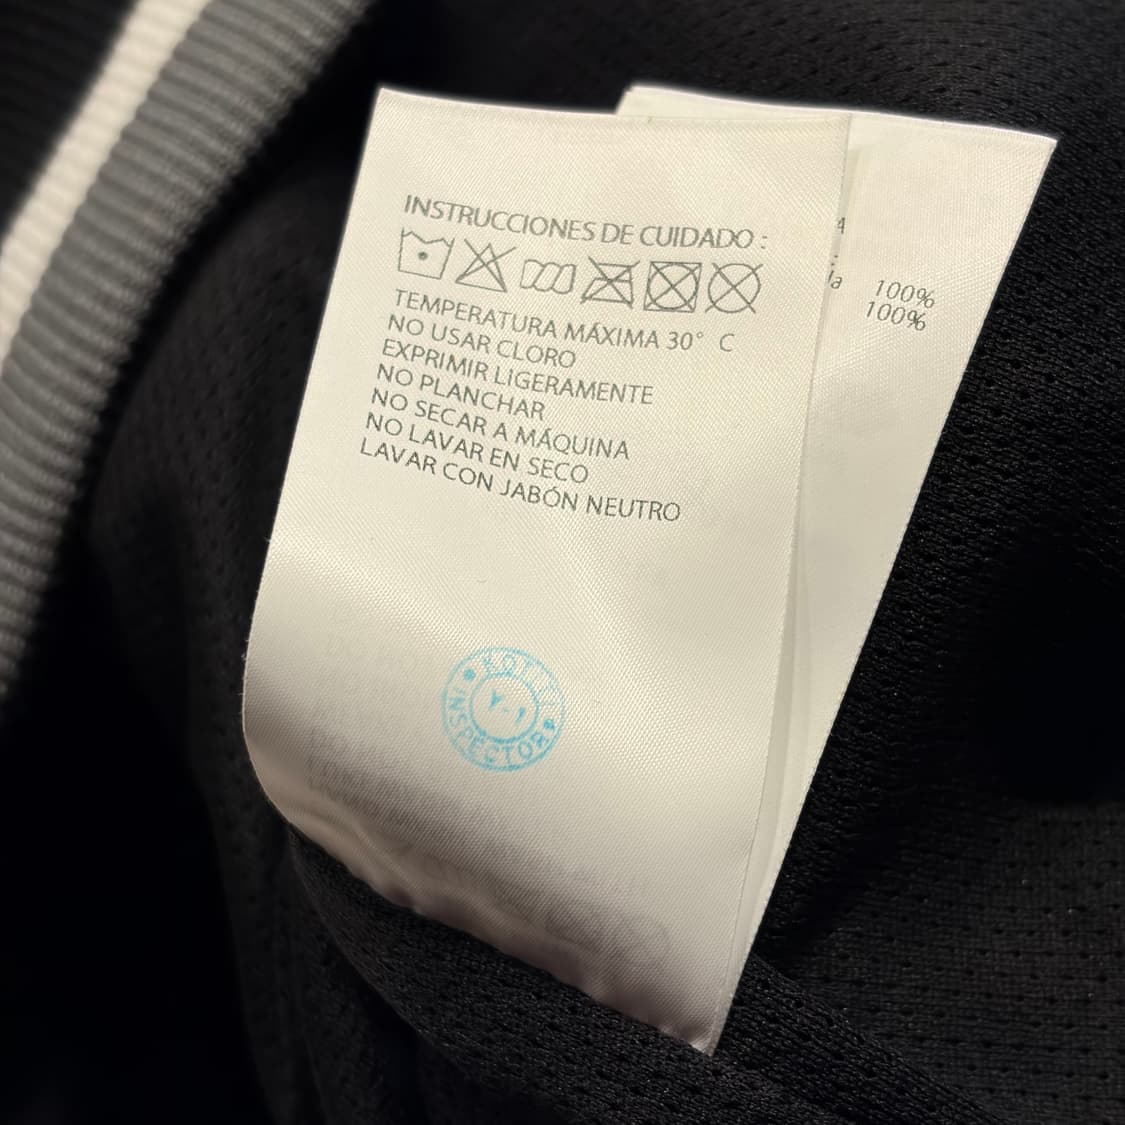 INSTRUCCIONES DE CUIDADO :
TEMPERATURA MÁXIMA 30° C
NO USAR CLORO
EXPRIMIR LIGERAMENTE
NO PLANCHAR
NO SECAR A MÁQUINA
NO LAVAR EN SECO
LAVAR CON JABÓN NEUTRO
INSPECTOR
100%
100%